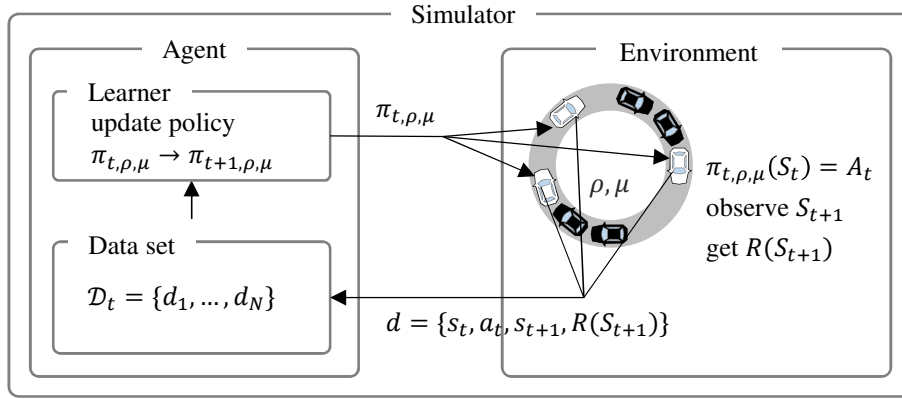 Simulator
Agent
Learner
update policy
π_{t,ρ,μ} → π_{t+1,ρ,μ}
Data set
𝒟_t = {d_1, …, d_N}
π_{t,ρ,μ}
d = {s_t, a_t, s_{t+1}, R(S_{t+1})}
Environment
ρ, μ
π_{t,ρ,μ}(S_t) = A_t
observe S_{t+1}
get R(S_{t+1})